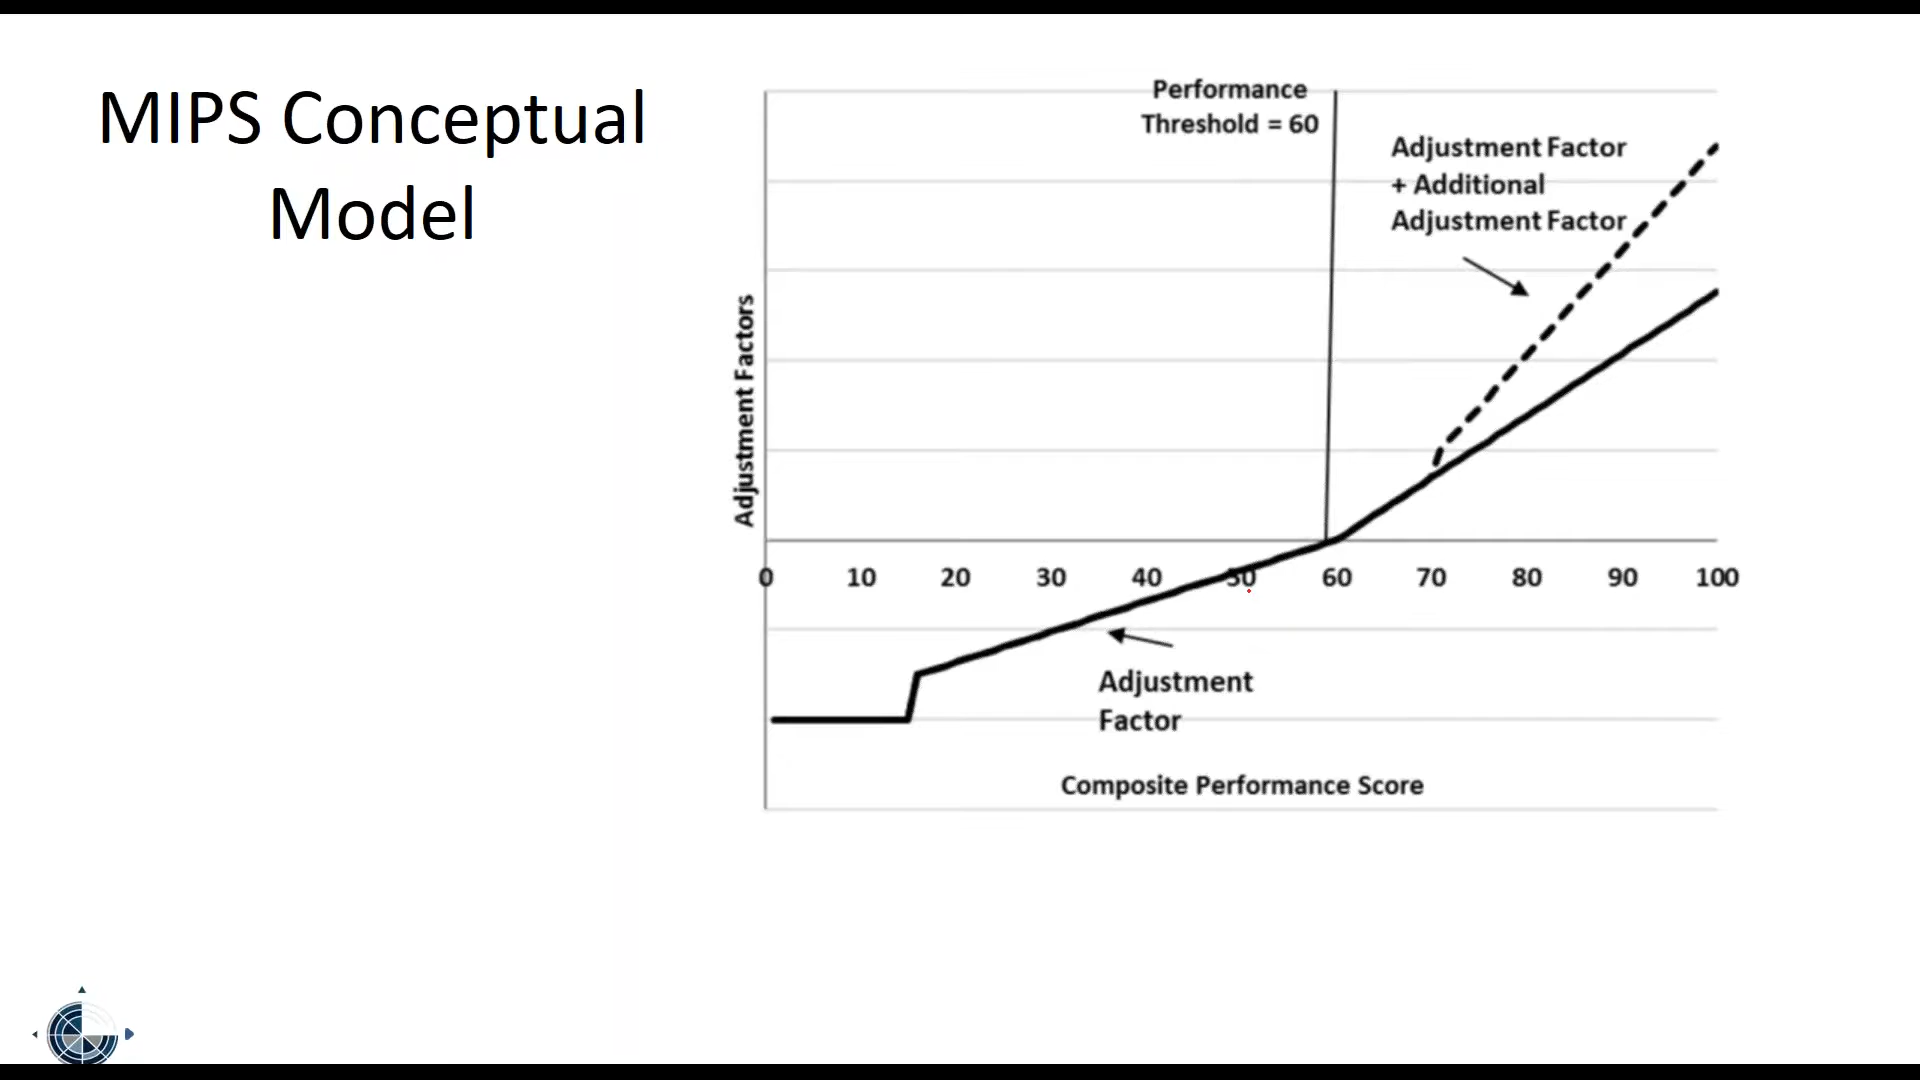 MIPS Conceptual
Model
Performance
Threshold = 60
Adjustment Factor
+ Additional
Adjustment Factor
Adjustment Factors
0 10 20 30 40 50 60 70 80 90 100
Adjustment
Factor
Composite Performance Score